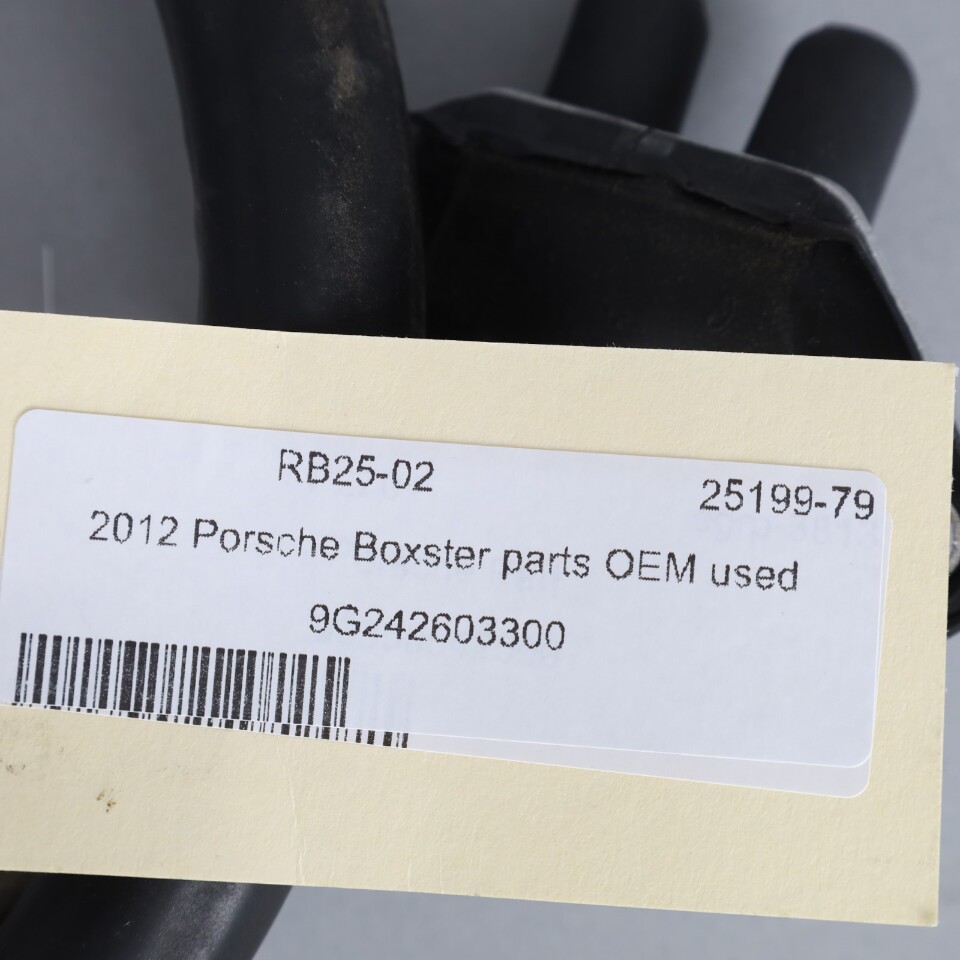 RB25-02
25199-79
2012 Porsche Boxster parts OEM used
9G242603300